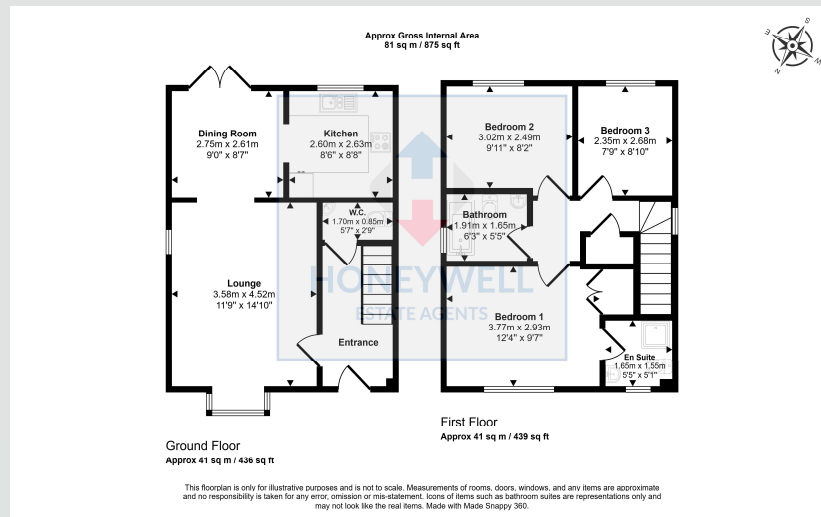 Approx Gross Internal Area
81 sq m / 875 sq ft
S
E
W
N
Dining Room
2.75m x 2.61m
9'0" x 8'7"
Kitchen
2.60m x 2.63m
8'6" x 8'8"
W.C.
1.70m x 0.85m
5'7" x 2'9"
Lounge
3.58m x 4.52m
11'9" x 14'10"
Entrance
Bedroom 2
3.02m x 2.49m
9'11" x 8'2"
Bedroom 3
2.35m x 2.68m
7'9" x 8'10"
Bathroom
1.91m x 1.65m
6'3" x 5'5"
Bedroom 1
3.77m x 2.93m
12'4" x 9'7"
En Suite
1.65m x 1.55m
5'5" x 5'1"
HONEYWELL
ESTATE AGENTS
Ground Floor
Approx 41 sq m / 436 sq ft
First Floor
Approx 41 sq m / 439 sq ft
This floorplan is only for illustrative purposes and is not to scale. Measurements of rooms, doors, windows, and any items are approximate
and no responsibility is taken for any error, omission or mis-statement. Icons of items such as bathroom suites are representations only and
may not look like the real items. Made with Made Snappy 360.